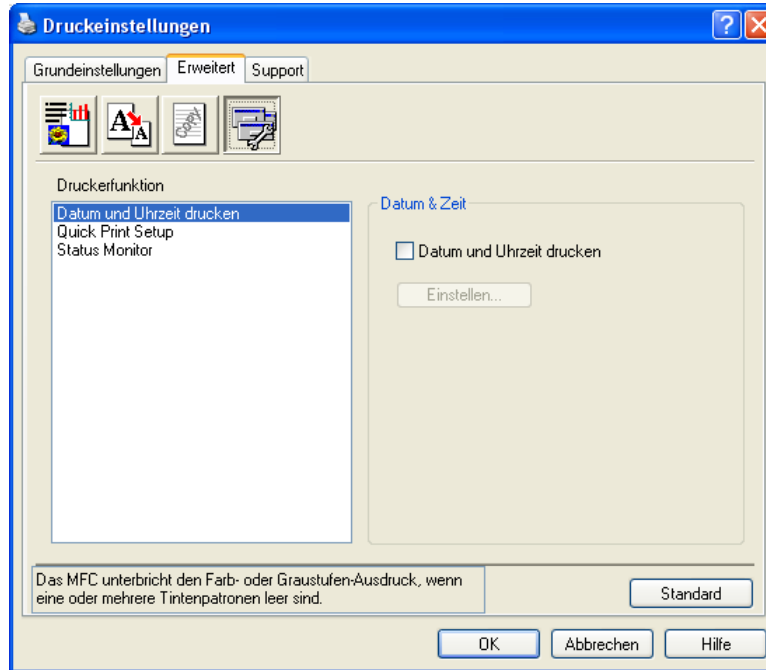 Druckeinstellungen
Grundeinstellungen
Erweitert
Support
A
A
COPY
Druckerfunktion
Datum und Uhrzeit drucken
Quick Print Setup
Status Monitor
Datum & Zeit
Datum und Uhrzeit drucken
Einstellen...
Das MFC unterbricht den Farb- oder Graustufen-Ausdruck, wenn
eine oder mehrere Tintenpatronen leer sind.
Standard
OK
Abbrechen
Hilfe